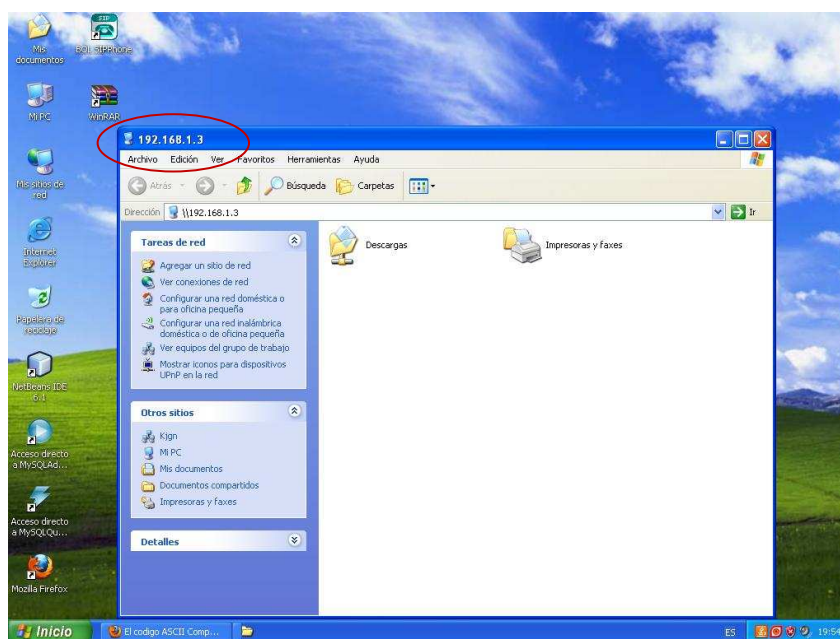 Mis
documentos
SJ SIPPhone
Mi PC
WinRAR
Mis sitios de
red
Internet
Explorer
Papelera de
reciclaje
NetBeans IDE
6.1
Acceso directo
a MySQLAd...
Acceso directo
a MySQLQu...
Mozilla Firefox
192.168.1.3
Archivo Edición Ver Favoritos Herramientas Ayuda
Atrás Búsqueda Carpetas
Dirección \\192.168.1.3 Ir
Tareas de red
Agregar un sitio de red
Ver conexiones de red
Configurar una red doméstica o
para oficina pequeña
Configurar una red inalámbrica
doméstica o de oficina pequeña
Ver equipos del grupo de trabajo
Mostrar iconos para dispositivos
UPnP en la red
Otros sitios
Kign
Mi PC
Mis documentos
Documentos compartidos
Impresoras y faxes
Detalles
Descargas
Impresoras y faxes
Inicio
El codigo ASCII Comp...
ES
19:59